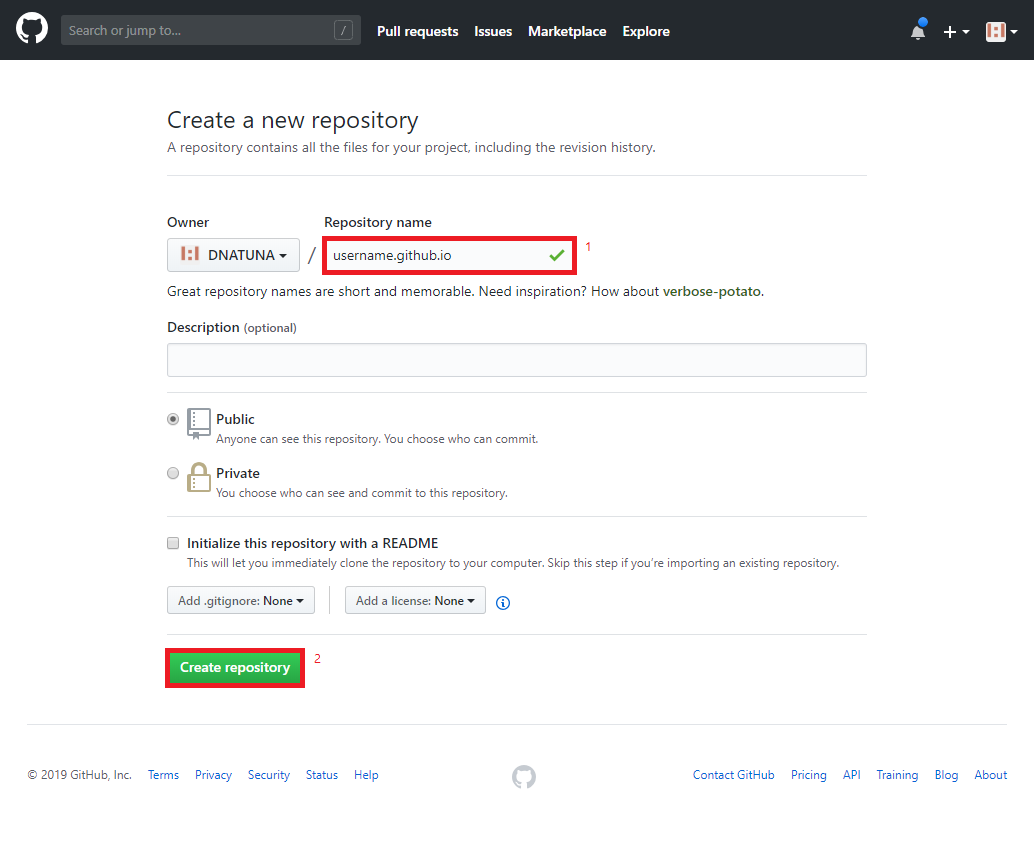 Search or jump to... / Pull requests Issues Marketplace Explore
Create a new repository
A repository contains all the files for your project, including the revision history.
Owner Repository name
DNATUNA / username.github.io 1
Great repository names are short and memorable. Need inspiration? How about verbose-potato.
Description (optional)
Public
Anyone can see this repository. You choose who can commit.
Private
You choose who can see and commit to this repository.
Initialize this repository with a README
This will let you immediately clone the repository to your computer. Skip this step if you're importing an existing repository.
Add .gitignore: None Add a license: None
Create repository 2
© 2019 GitHub, Inc. Terms Privacy Security Status Help Contact GitHub Pricing API Training Blog About